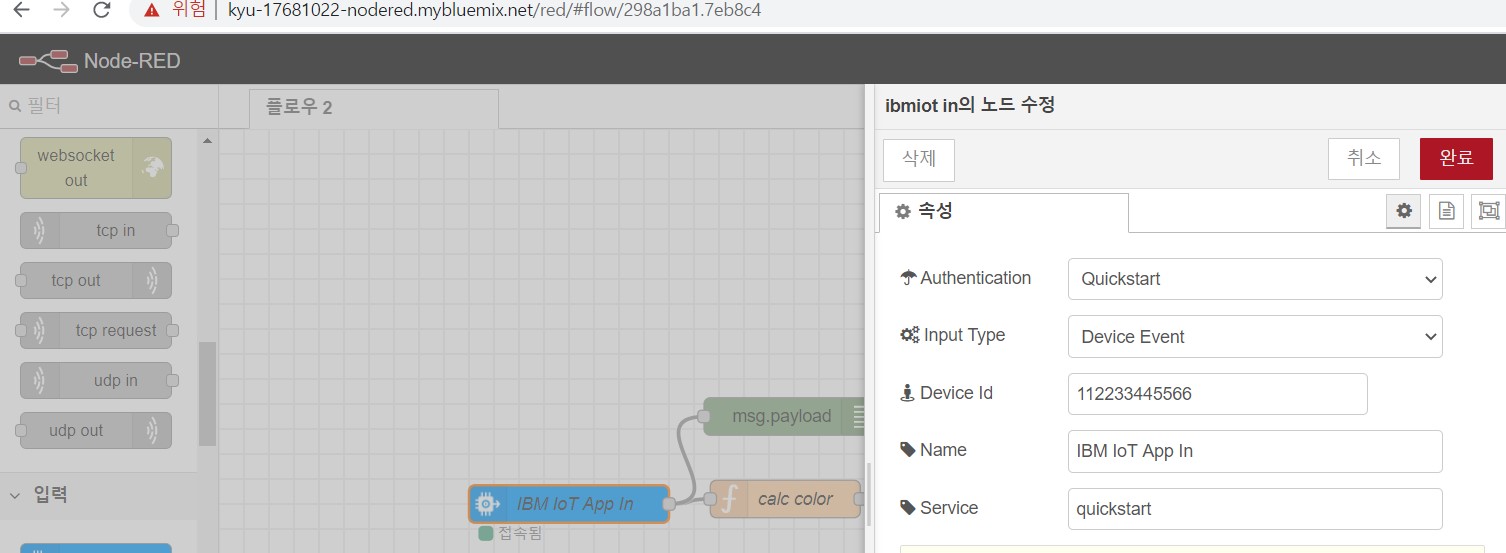 위험
kyu-17681022-nodered.mybluemix.net/red/#flow/298a1ba1.7eb8c4
Node-RED
필터
플로우 2
ibmiot in의 노드 수정
삭제
취소
완료
속성
websocket
out
tcp in
tcp out
tcp request
udp in
udp out
입력
msg.payload
IBM IoT App In
calc color
접속됨
Authentication
Quickstart
Input Type
Device Event
Device Id
112233445566
Name
IBM IoT App In
Service
quickstart